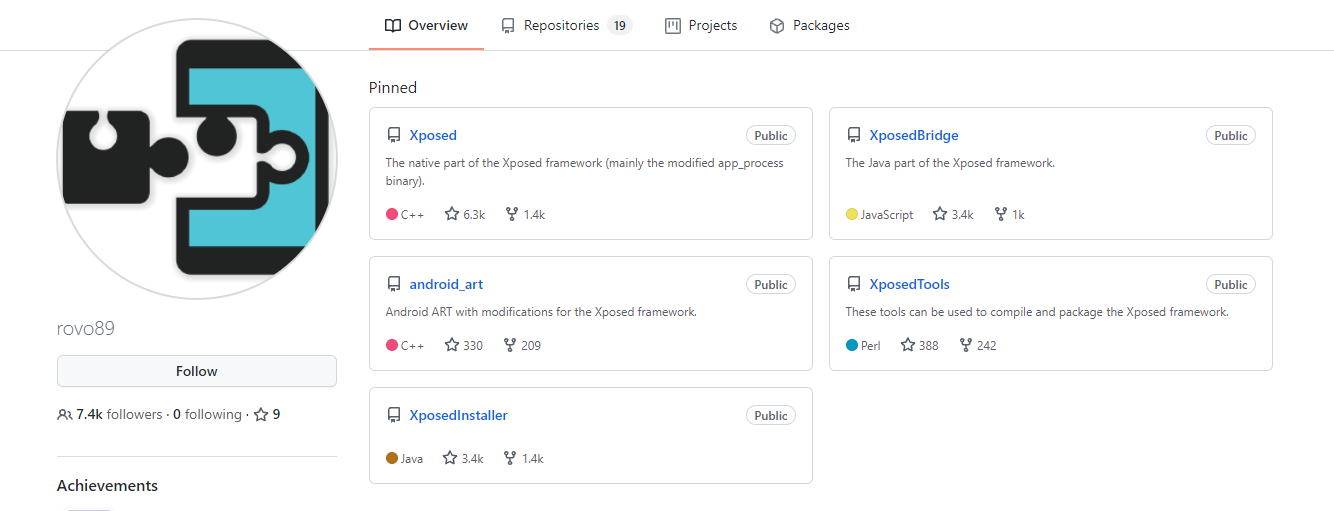 Overview Repositories 19 Projects Packages
rovo89
Follow
7.4k followers · 0 following · 9
Achievements
Pinned
Xposed Public
The native part of the Xposed framework (mainly the modified app_process
binary).
C++ 6.3k 1.4k
XposedBridge Public
The Java part of the Xposed framework.
JavaScript 3.4k 1k
android_art Public
Android ART with modifications for the Xposed framework.
C++ 330 209
XposedTools Public
These tools can be used to compile and package the Xposed framework.
Perl 388 242
XposedInstaller Public
Java 3.4k 1.4k